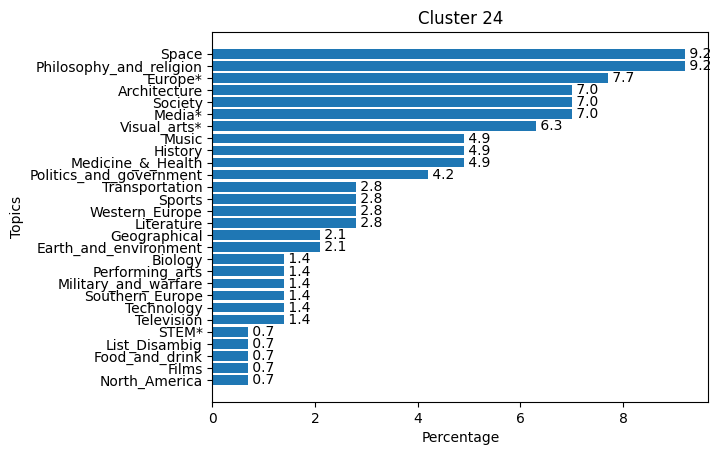 Cluster 24
Topics
Space 9.2
Philosophy_and_religion 9.2
Europe* 7.7
Architecture 7.0
Society 7.0
Media* 7.0
Visual_arts* 6.3
Music 4.9
History 4.9
Medicine_&_Health 4.9
Politics_and_government 4.2
Transportation 2.8
Sports 2.8
Western_Europe 2.8
Literature 2.8
Geographical 2.1
Earth_and_environment 2.1
Biology 1.4
Performing_arts 1.4
Military_and_warfare 1.4
Southern_Europe 1.4
Technology 1.4
Television 1.4
STEM* 0.7
List_Disambig 0.7
Food_and_drink 0.7
Films 0.7
North_America 0.7
0 2 4 6 8
Percentage